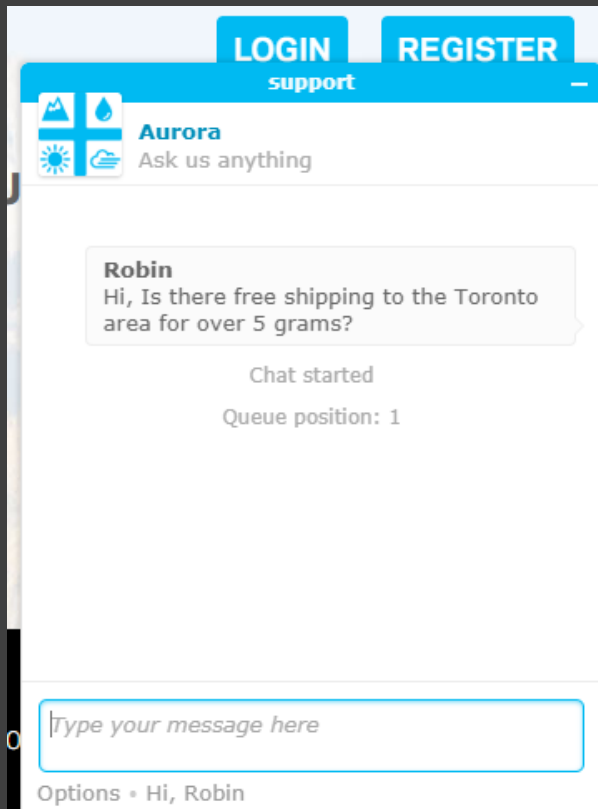 LOGIN REGISTER
support
Aurora
Ask us anything
Robin
Hi, Is there free shipping to the Toronto
area for over 5 grams?
Chat started
Queue position: 1
Type your message here
Options • Hi, Robin